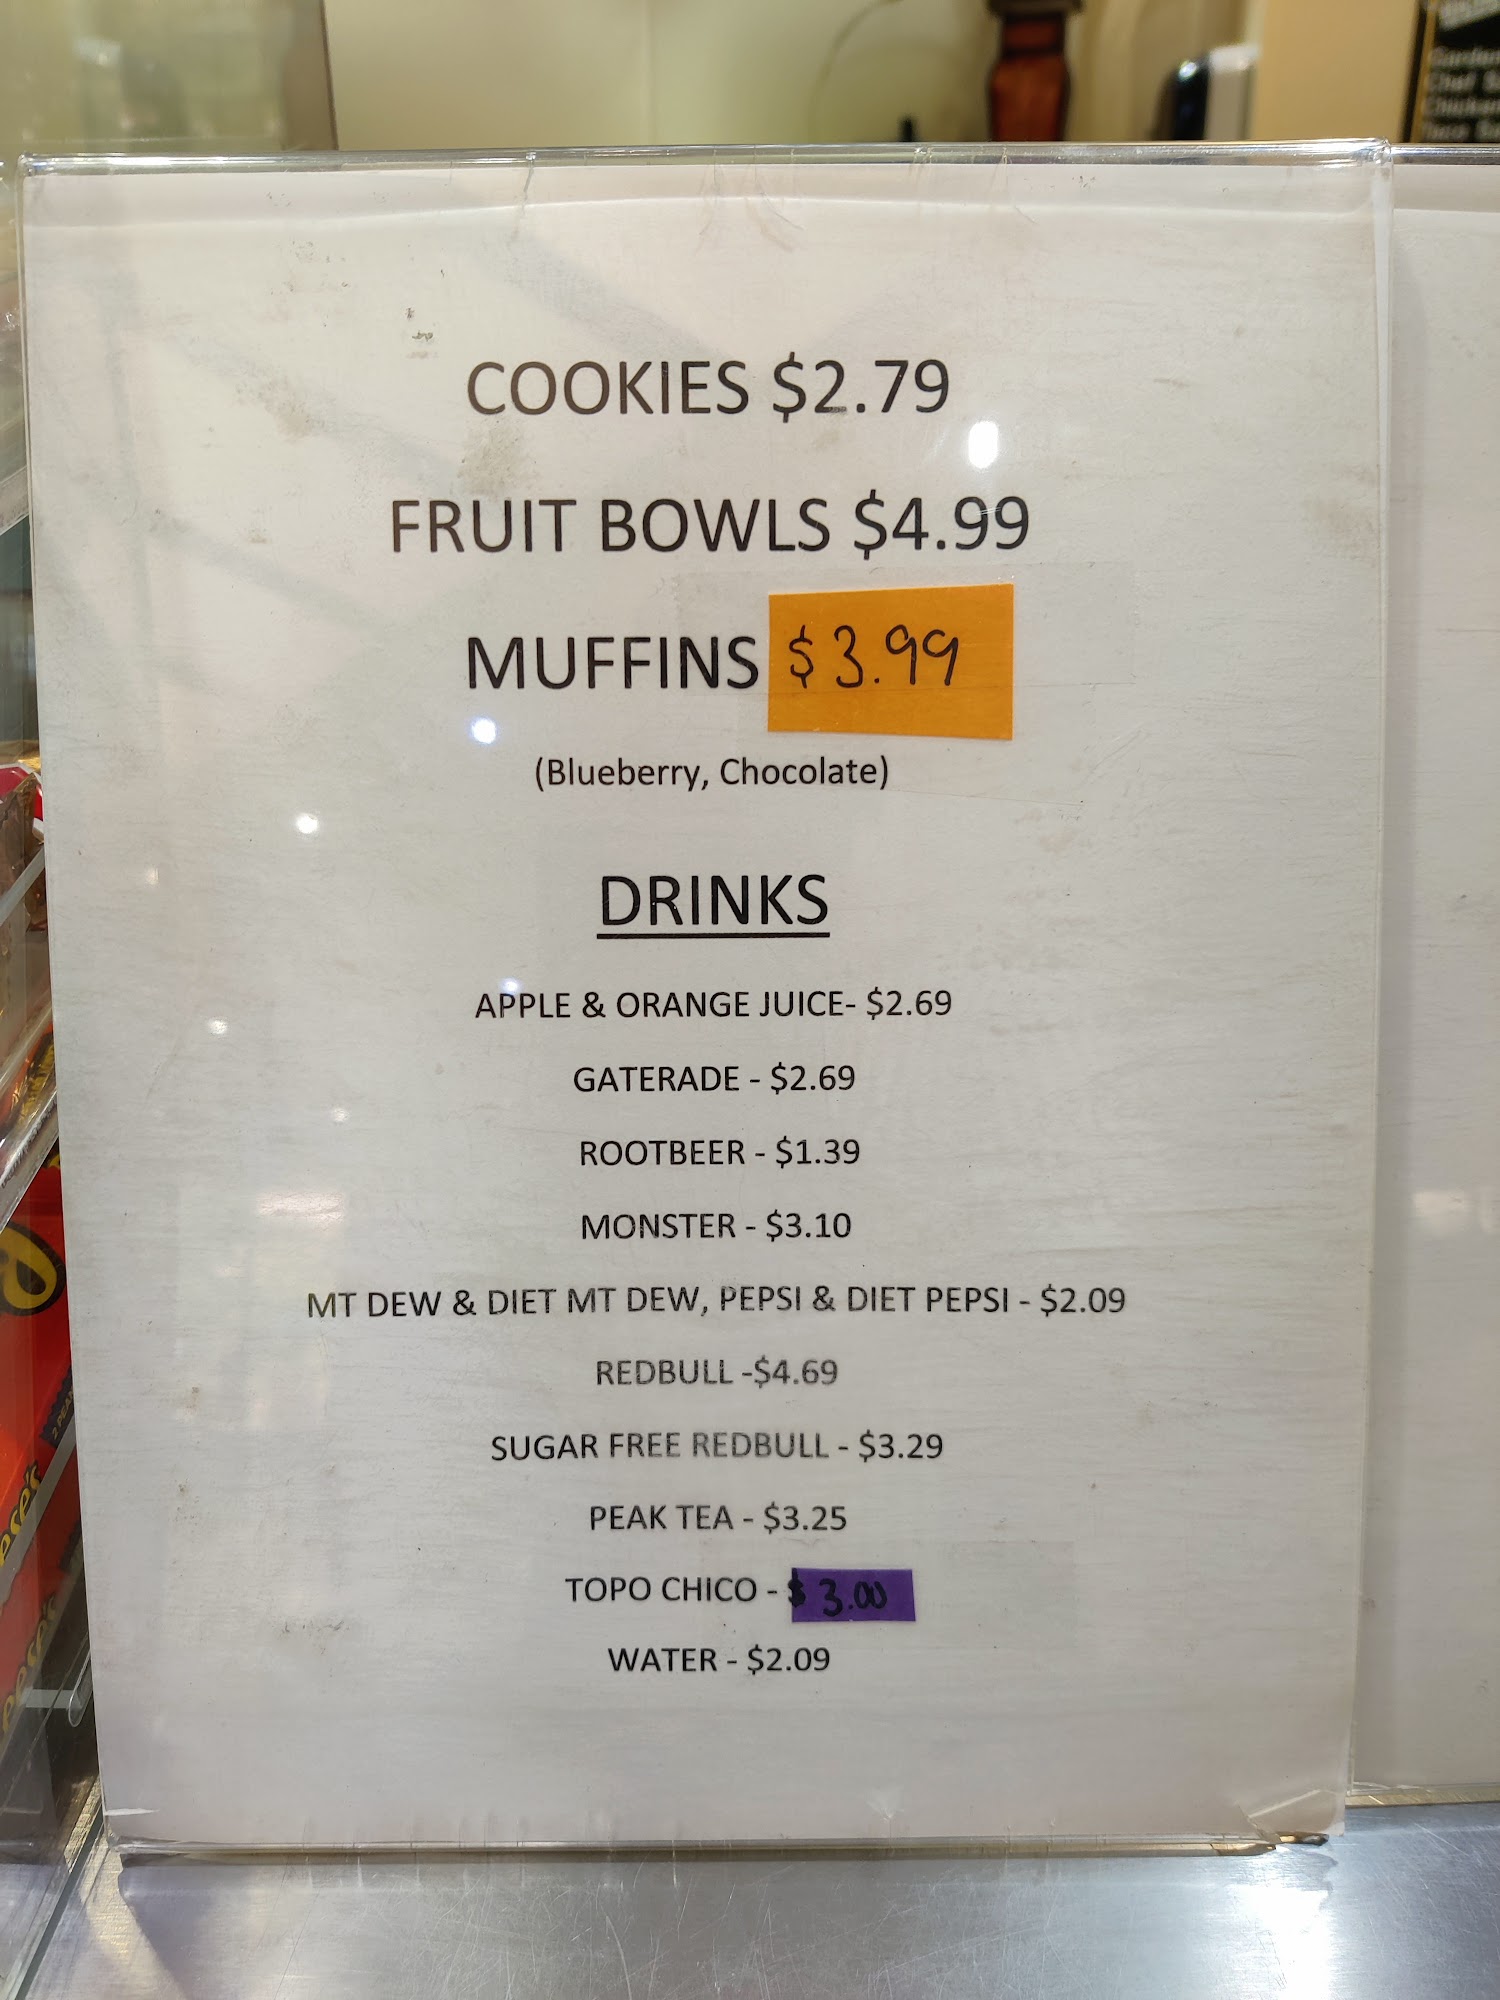 COOKIES $2.79
FRUIT BOWLS $4.99
MUFFINS $3.99
(Blueberry, Chocolate)
DRINKS
APPLE & ORANGE JUICE- $2.69
GATERADE - $2.69
ROOTBEER - $1.39
MONSTER - $3.10
MT DEW & DIET MT DEW, PEPSI & DIET PEPSI - $2.09
REDBULL -$4.69
SUGAR FREE REDBULL - $3.29
PEAK TEA - $3.25
TOPO CHICO - $3.00
WATER - $2.09